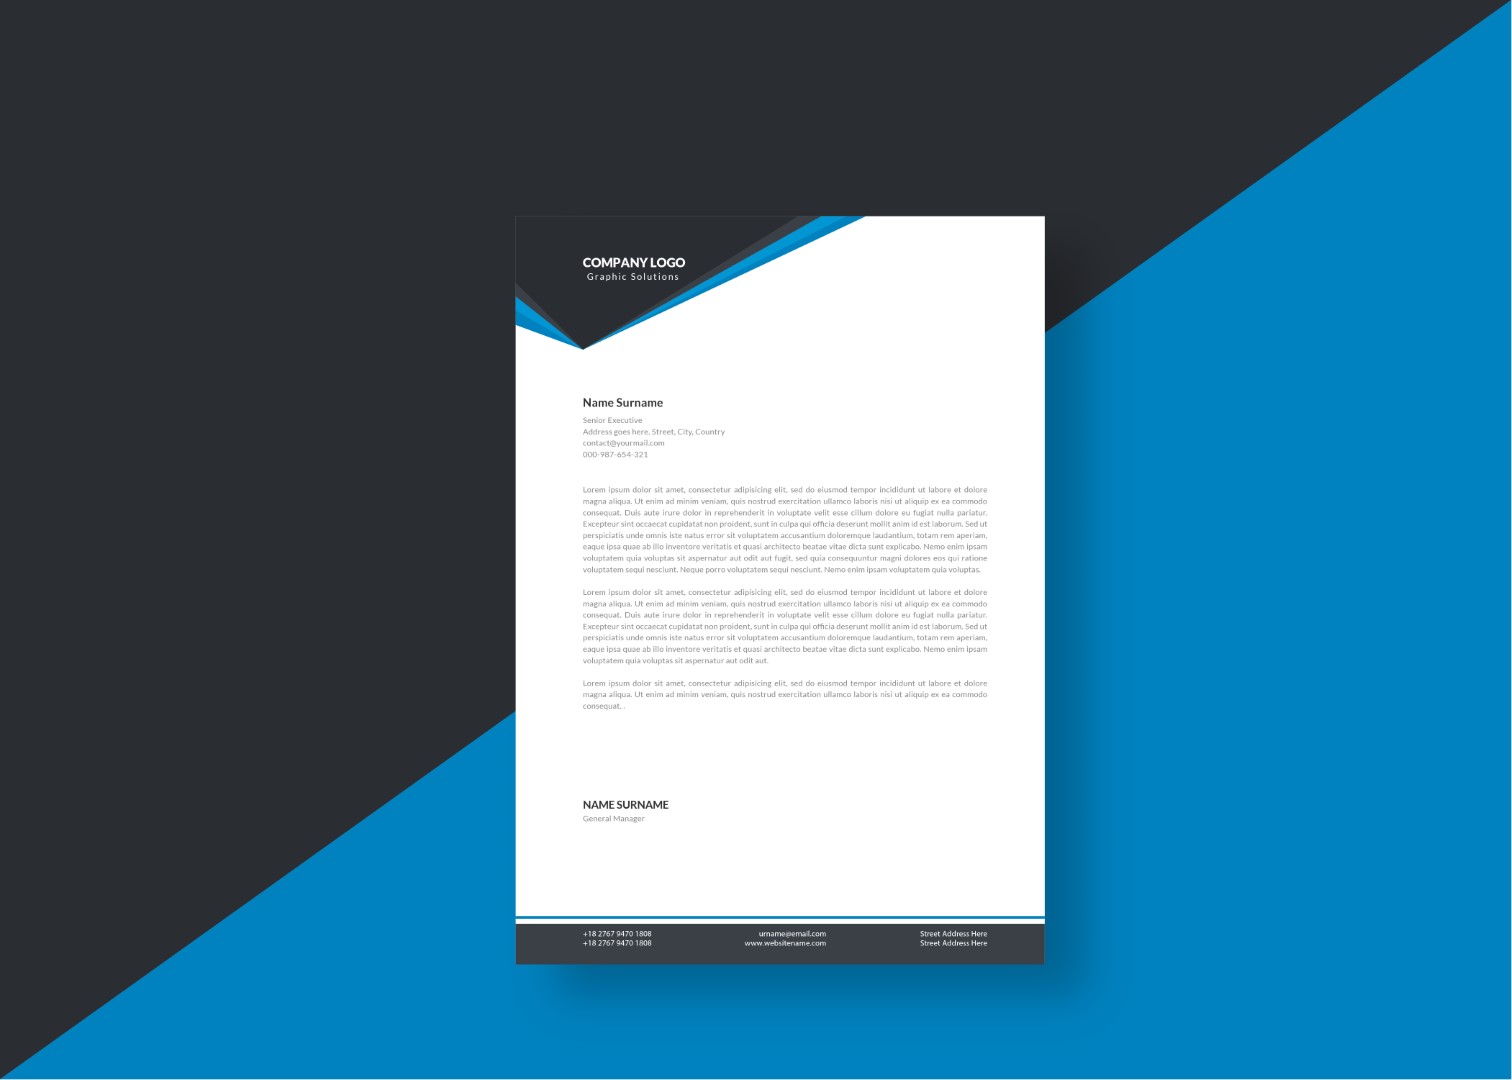 COMPANY LOGO
Graphic Solutions
Name Surname
Senior Executive
Address goes here. Street, City, Country
contact@yourmail.com
000-987-654-321
Lorem ipsum dolor sit amet, consectetur adipisicing elit, sed do eiusmod tempor incididunt ut labore et dolore
magna aliqua. Ut enim ad minim veniam, quis nostrud exercitation ullamco laboris nisi ut aliquip ex ea commodo
consequat. Duis aute irure dolor in reprehenderit in voluptate velit esse cillum dolore eu fugiat nulla pariatur.
Excepteur sint occaecat cupidatat non proident, sunt in culpa qui officia deserunt mollit anim id est laborum. Sed ut
perspiciatis unde omnis iste natus error sit voluptatem accusantium doloremque laudantium, totam rem aperiam,
eaque ipsa quae ab illo inventore veritatis et quasi architecto beatae vitae dicta sunt explicabo. Nemo enim ipsam
voluptatem quia voluptas sit aspernatur aut odit aut fugit, sed quia consequuntur magni dolores eos qui ratione
voluptatem sequi nesciunt. Neque porro voluptatem sequi nesciunt. Nemo enim ipsam voluptatem quia voluptas.
Lorem ipsum dolor sit amet, consectetur adipisicing elit, sed do eiusmod tempor incididunt ut labore et dolore
magna aliqua. Ut enim ad minim veniam, quis nostrud exercitation ullamco laboris nisi ut aliquip ex ea commodo
consequat. Duis aute irure dolor in reprehenderit in voluptate velit esse cillum dolore eu fugiat nulla pariatur.
Excepteur sint occaecat cupidatat non proident, sunt in culpa qui officia deserunt mollit anim id est laborum. Sed ut
perspiciatis unde omnis iste natus error sit voluptatem accusantium doloremque laudantium, totam rem aperiam,
eaque ipsa quae ab illo inventore veritatis et quasi architecto beatae vitae dicta sunt explicabo. Nemo enim ipsam
voluptatem quia voluptas sit aspernatur aut odit aut.
Lorem ipsum dolor sit amet, consectetur adipisicing elit, sed do eiusmod tempor incididunt ut labore et dolore
magna aliqua. Ut enim ad minim veniam, quis nostrud exercitation ullamco laboris nisi ut aliquip ex ea commodo
consequat. .
NAME SURNAME
General Manager
+18 2767 9470 1808
+18 2767 9470 1808
urname@email.com
www.websitename.com
Street Address Here
Street Address Here